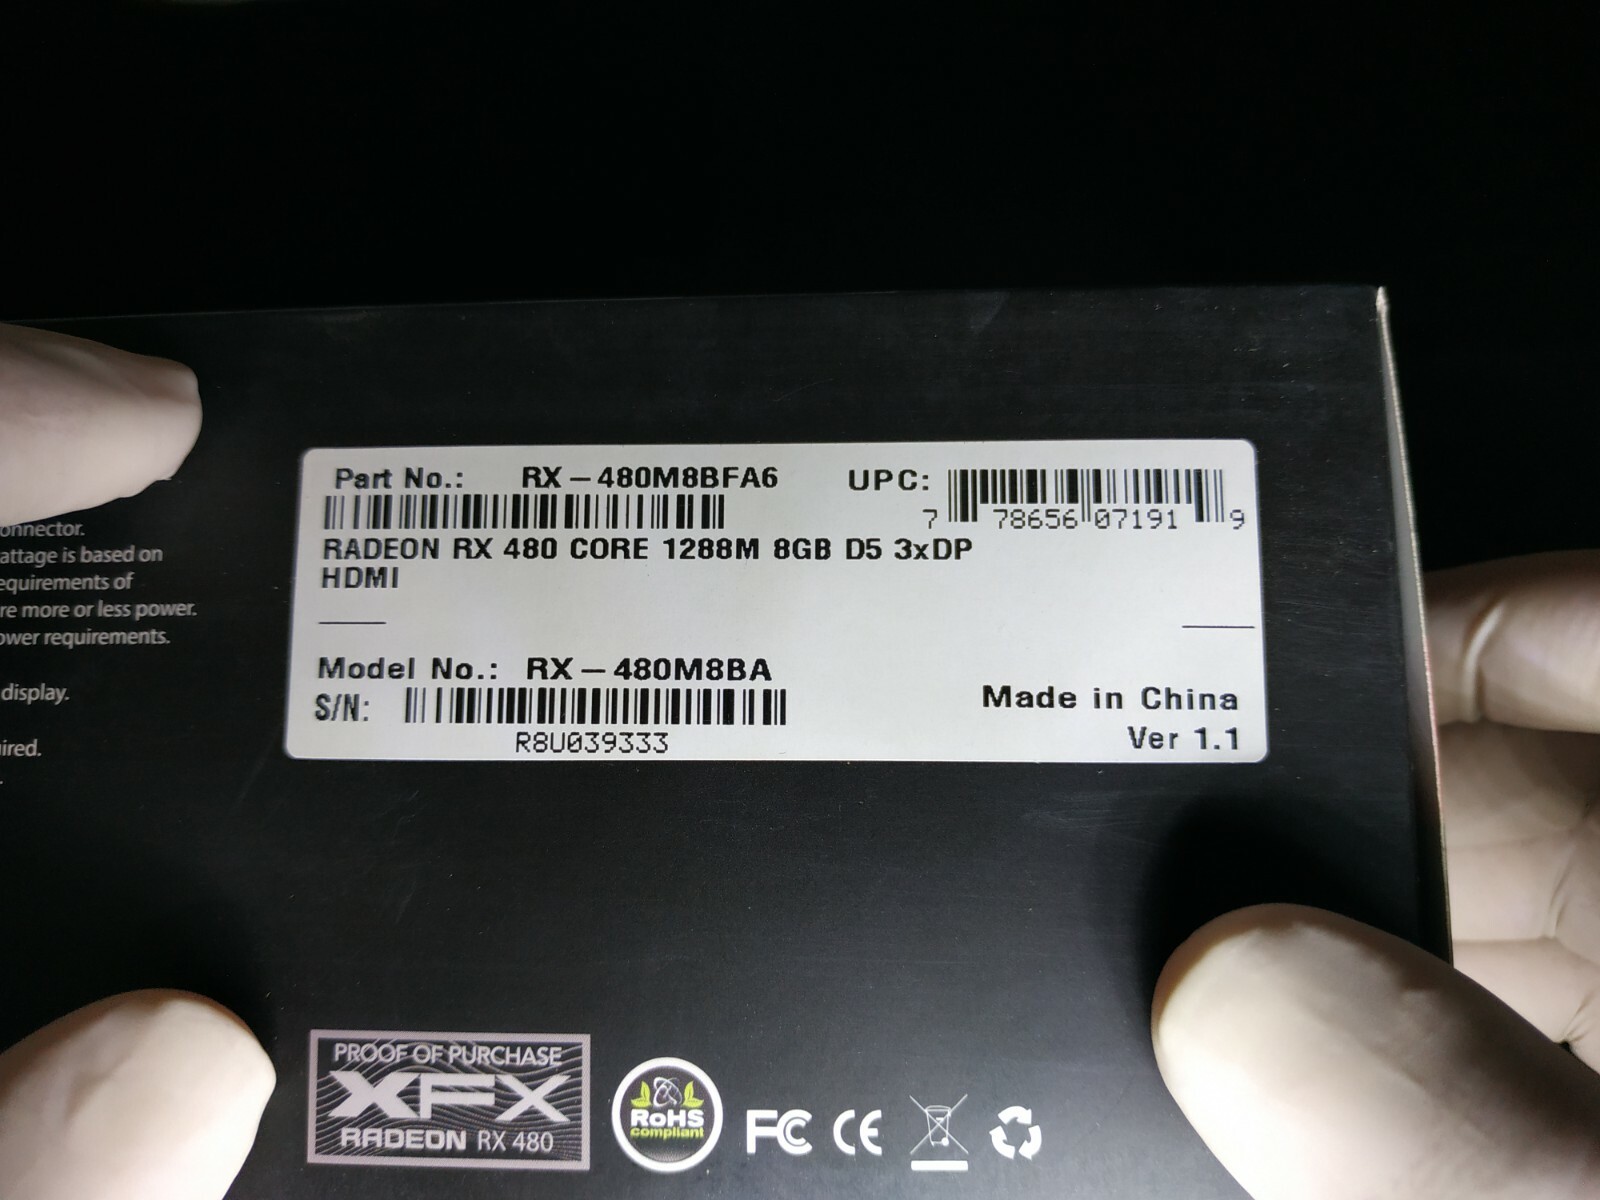 onnector.
attage is based on
equirements of
re more or less power.
ower requirements.
display.
ired.
Part No.: RX-480M8BFA6 UPC:
7 78656 07191 9
RADEON RX 480 CORE 1288M 8GB D5 3xDP
HDMI
Model No.: RX-480M8BA
S/N:
R8U039333
Made in China
Ver 1.1
PROOF OF PURCHASE
XFX
RADEON RX 480
RoHS
compliant
FC CE